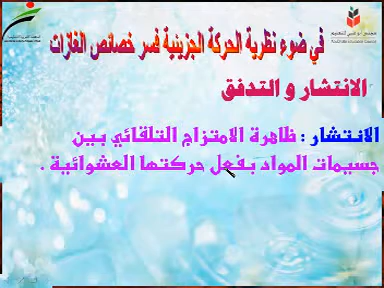 في ضوء نظرية الحركة الجزيئية فسر خصائص الغازات
الانتشار و التدفق
الانتشار : ظاهرة الامتزاج التلقائي بين
جسيمات المواد بفعل حركتها العشوائية .